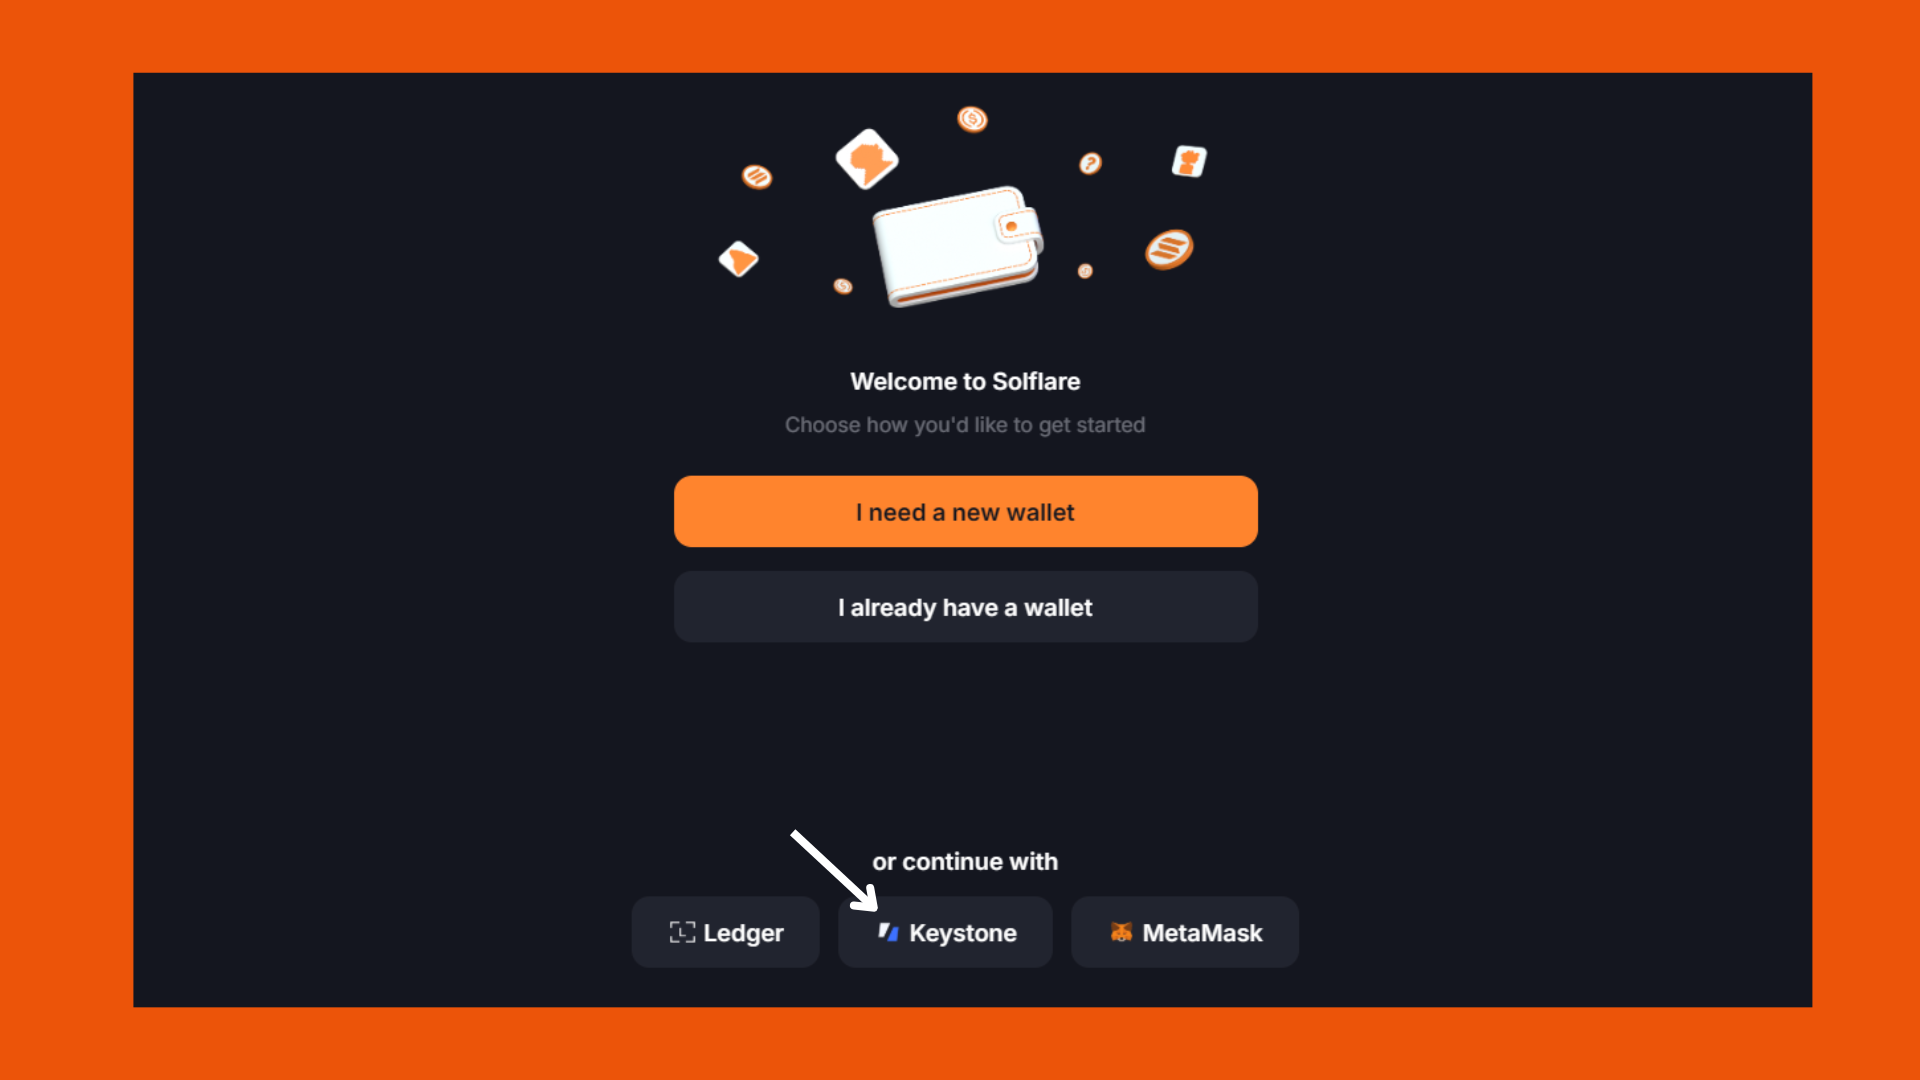 Welcome to Solflare
Choose how you'd like to get started
I need a new wallet
I already have a wallet
or continue with
Ledger
Keystone
MetaMask